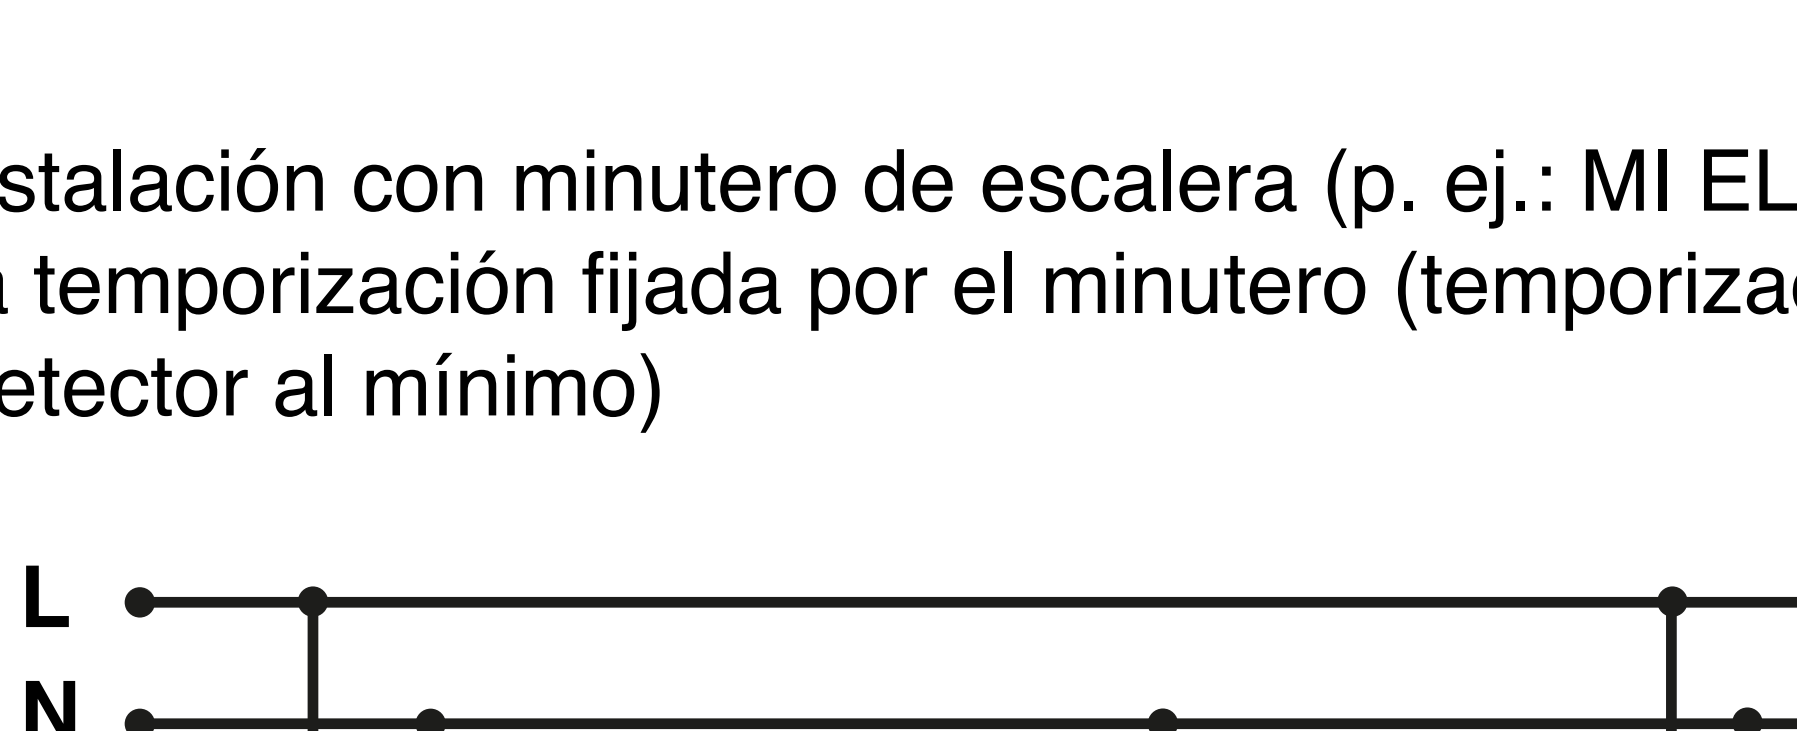 stalación con minutero de escalera (p. ej.: MI EL
temporización fijada por el minutero (temporiza
etector al mínimo)
L
N